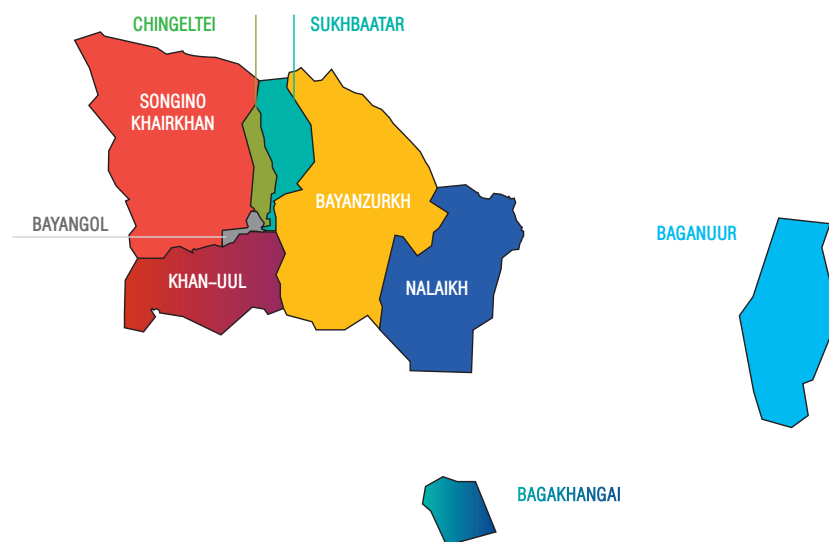 CHINGELTEI
SUKHBAATAR
SONGINO
KHAIRKHAN
BAYANZURKH
BAYANGOL
BAGANUUR
KHAN-UUL
NALAIKH
BAGAKHANGAI